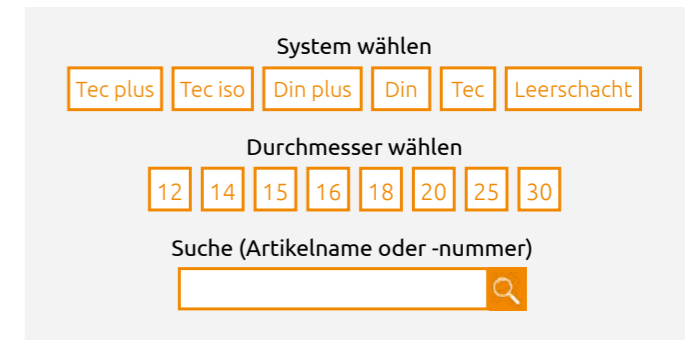 System wählen
Tec plus Tec iso Din plus Din Tec Leerschacht
Durchmesser wählen
12 14 15 16 18 20 25 30
Suche (Artikelname oder -nummer)